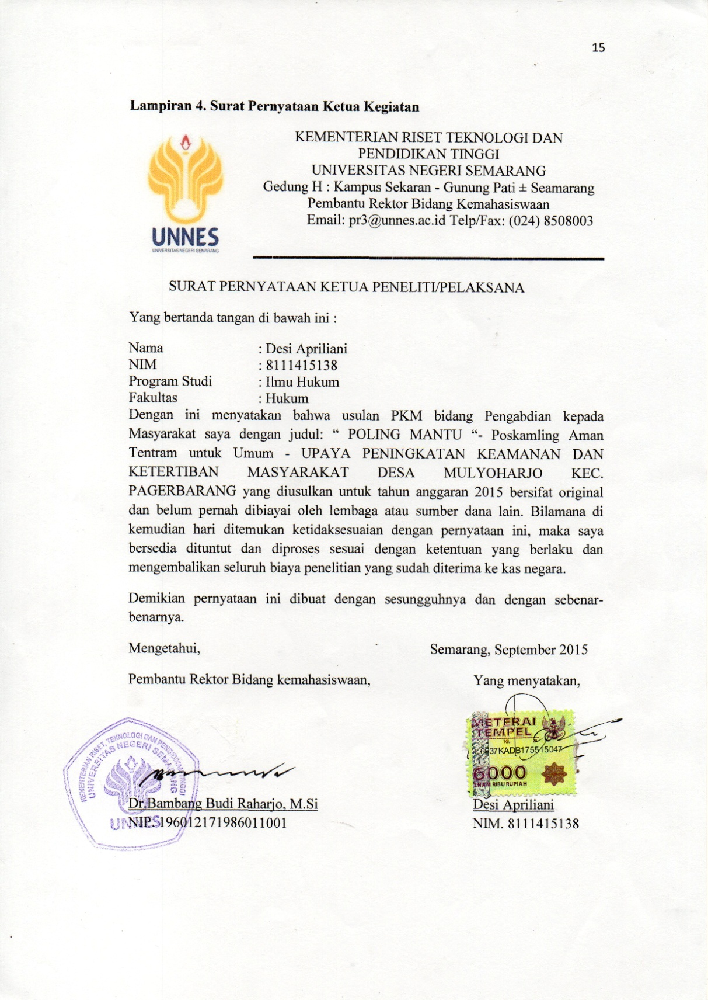 15
Lampiran 4. Surat Pernyataan Ketua Kegiatan
KEMENTERIAN RISET TEKNOLOGI DAN
PENDIDIKAN TINGGI
UNIVERSITAS NEGERI SEMARANG
Gedung H : Kampus Sekaran - Gunung Pati ± Seamarang
Pembantu Rektor Bidang Kemahasiswaan
Email: pr3@unnes.ac.id Telp/Fax: (024) 8508003
UNNES
UNIVERSITAS NEGERI SEMARANG
SURAT PERNYATAAN KETUA PENELITI/PELAKSANA
Yang bertanda tangan di bawah ini :
Nama : Desi Apriliani
NIM : 8111415138
Program Studi : Ilmu Hukum
Fakultas : Hukum
Dengan ini menyatakan bahwa usulan PKM bidang Pengabdian kepada
Masyarakat saya dengan judul: “ POLING MANTU “- Poskamling Aman
Tentram untuk Umum - UPAYA PENINGKATAN KEAMANAN DAN
KETERTIBAN MASYARAKAT DESA MULYOHARJO KEC.
PAGERBARANG yang diusulkan untuk tahun anggaran 2015 bersifat original
dan belum pernah dibiayai oleh lembaga atau sumber dana lain. Bilamana di
kemudian hari ditemukan ketidaksesuaian dengan pernyataan ini, maka saya
bersedia dituntut dan diproses sesuai dengan ketentuan yang berlaku dan
mengembalikan seluruh biaya penelitian yang sudah diterima ke kas negara.
Demikian pernyataan ini dibuat dengan sesungguhnya dan dengan sebenar-
benarnya.
Mengetahui, Semarang, September 2015
Pembantu Rektor Bidang kemahasiswaan, Yang menyatakan,
KEMENTERIAN RISET, TEKNOLOGI DAN PENDIDIKAN TINGGI
UNIVERSITAS NEGERI SEMARANG
UNNES
METERAI
TEMPEL
TGL. 20
KADB175515047
6000
ENAM RIBU RUPIAH
Dr.Bambang Budi Raharjo, M.Si Desi Apriliani
NIP. 196012171986011001 NIM. 8111415138